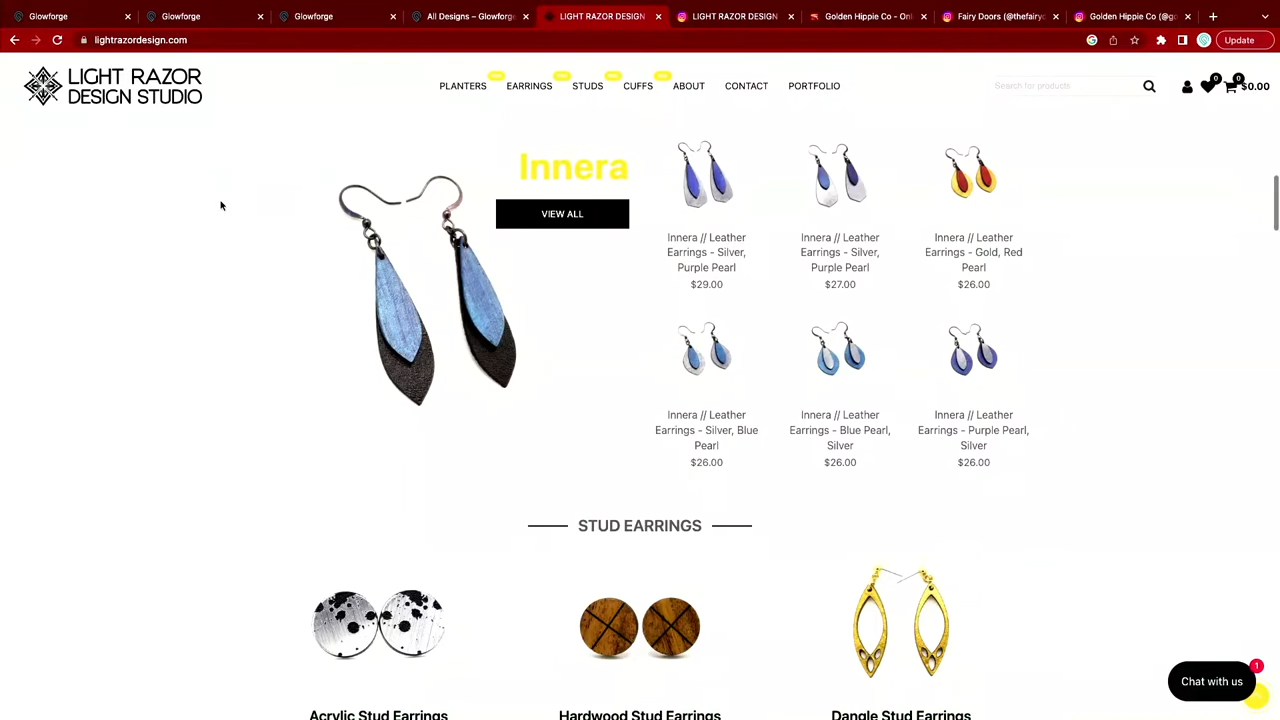 Glowforge
Glowforge
Glowforge
All Designs – Glowforge
LIGHT RAZOR DESIGN
LIGHT RAZOR DESIGN
Golden Hippie Co - Onl
Fairy Doors (@thefairyd
Golden Hippie Co (@go
lightrazordesign.com
Update
LIGHT RAZOR
DESIGN STUDIO
PLANTERS
EARRINGS
STUDS
CUFFS
ABOUT
CONTACT
PORTFOLIO
Search for products
0
0
$0.00
Innera
VIEW ALL
Innera // Leather
Earrings - Silver,
Purple Pearl
$29.00
Innera // Leather
Earrings - Silver,
Purple Pearl
$27.00
Innera // Leather
Earrings - Gold, Red
Pearl
$26.00
Innera // Leather
Earrings - Silver, Blue
Pearl
$26.00
Innera // Leather
Earrings - Blue Pearl,
Silver
$26.00
Innera // Leather
Earrings - Purple Pearl,
Silver
$26.00
STUD EARRINGS
Acrylic Stud Earrings
Hardwood Stud Earrings
Dangle Stud Earrings
Chat with us
1